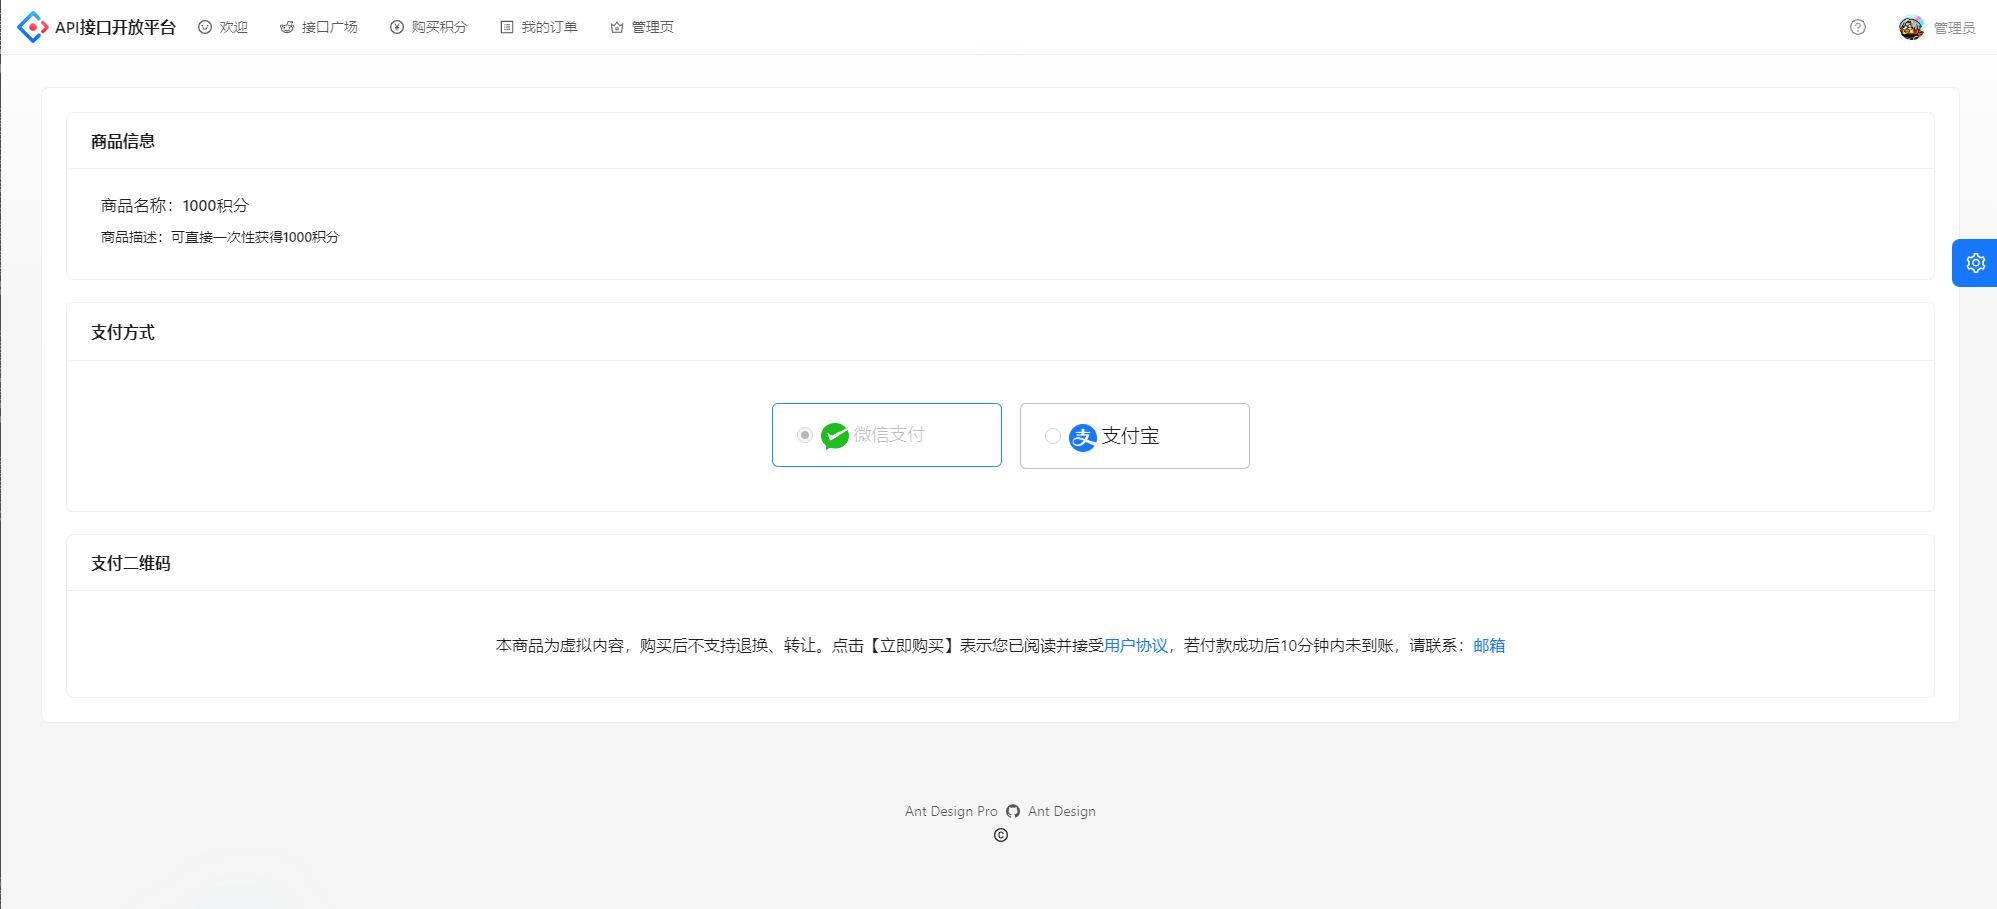 API接口开放平台 欢迎 接口广场 购买积分 我的订单 管理页 管理员
商品信息
商品名称：1000积分
商品描述：可直接一次性获得1000积分
支付方式
微信支付 支付宝
支付二维码
本商品为虚拟内容，购买后不支持退换、转让。点击【立即购买】表示您已阅读并接受用户协议，若付款成功后10分钟内未到账，请联系：邮箱
Ant Design Pro Ant Design
©